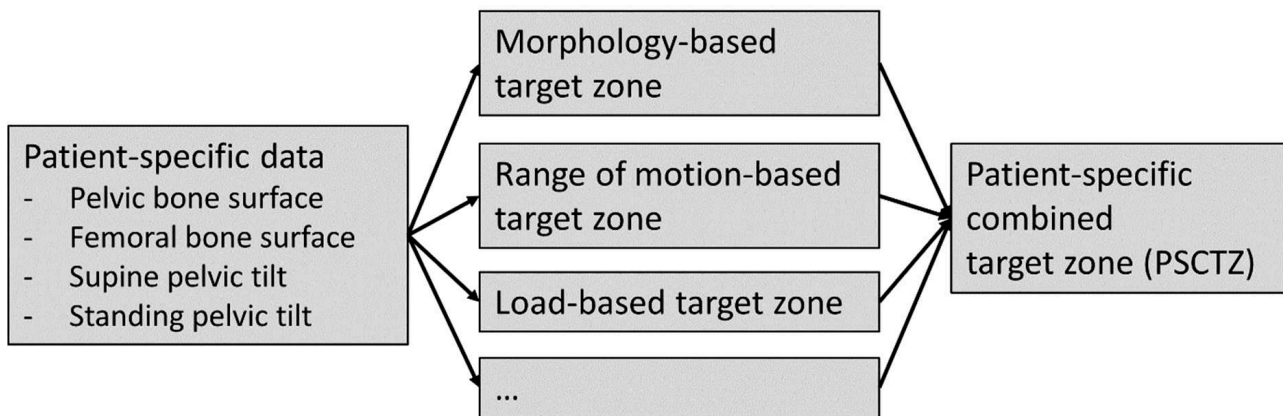 Patient-specific data
- Pelvic bone surface
- Femoral bone surface
- Supine pelvic tilt
- Standing pelvic tilt
Morphology-based
target zone
Range of motion-based
target zone
Load-based target zone
...
Patient-specific
combined
target zone (PSCTZ)